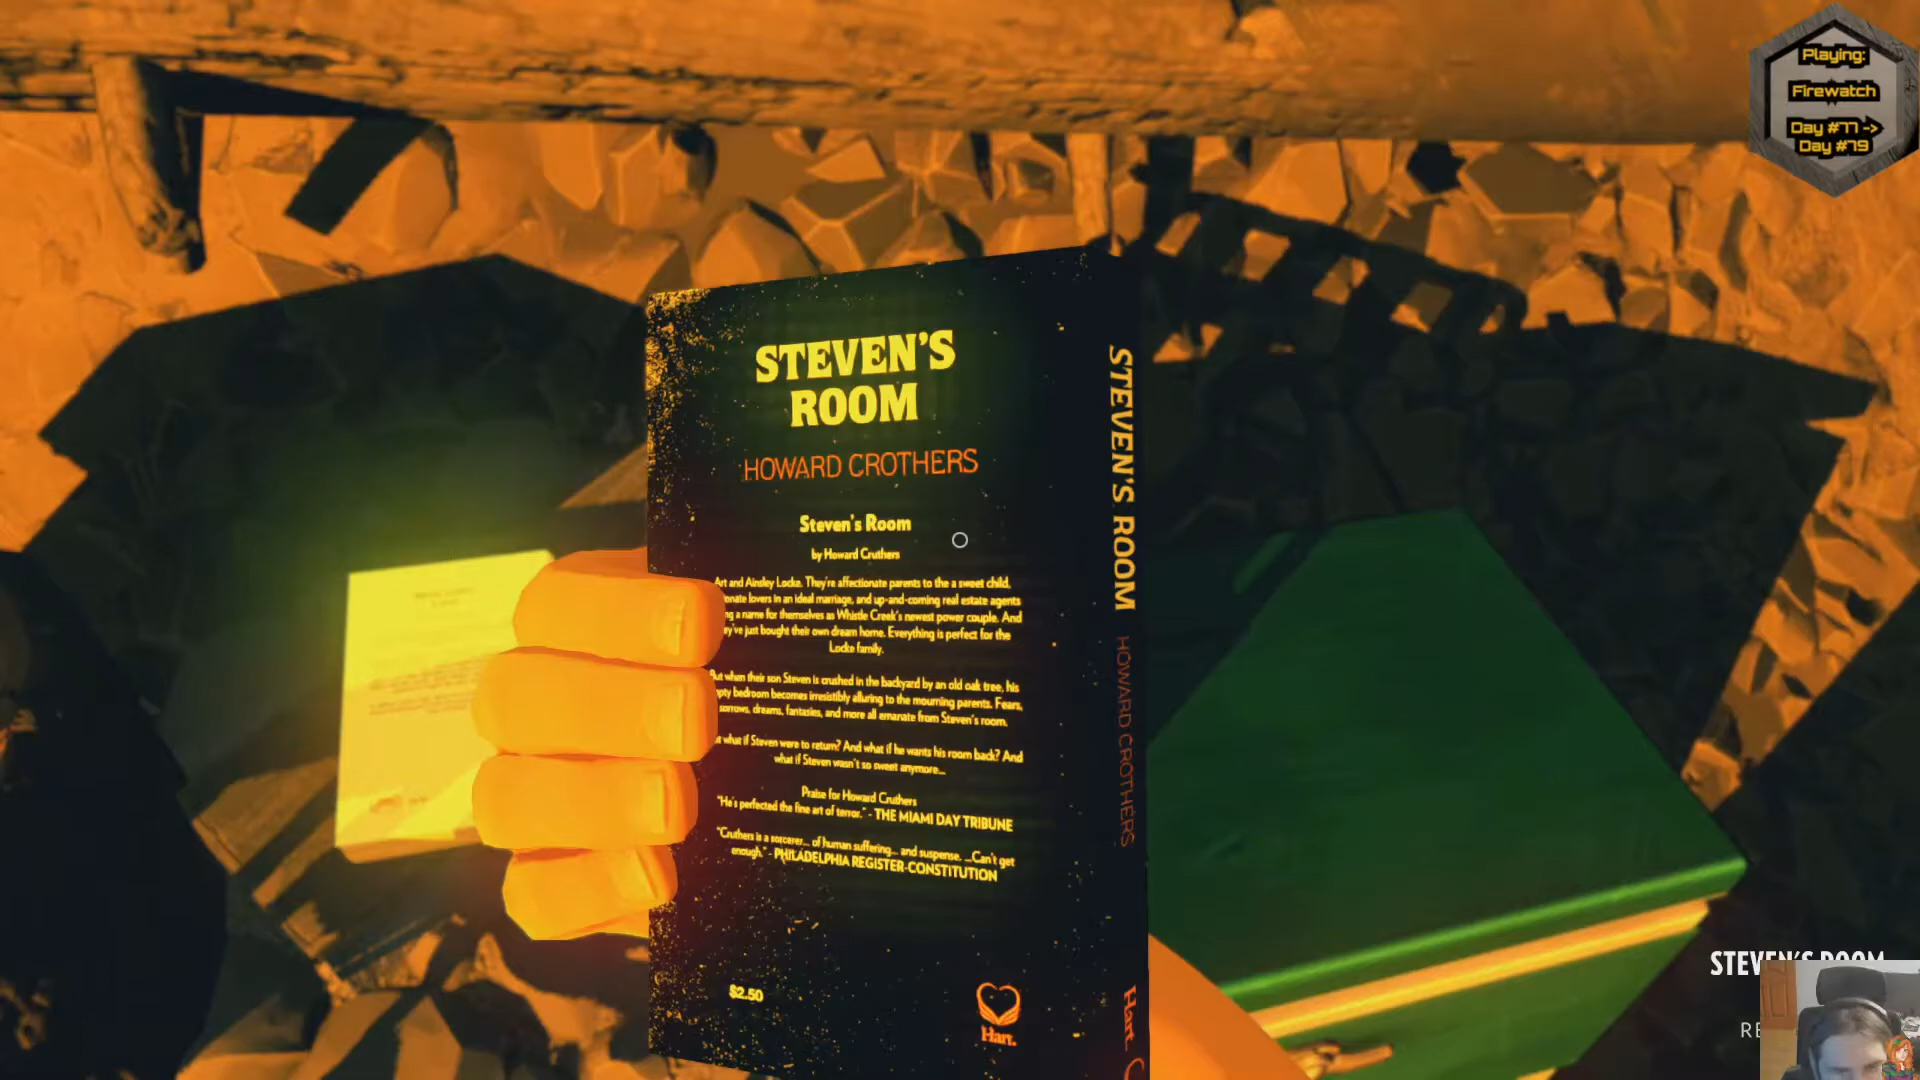 Playing:
Firewatch
Day #77 ->
Day #79
STEVEN'S
ROOM
HOWARD CROTHERS
Steven's Room
by Howard Cruthers
Art and Ainsley Locke. They're affectionate parents to the a sweet child,
lovers in an ideal marriage, and up-and-coming real estate agents
a name for themselves as Whistle Creek's newest power couple. And
just bought their own dream home. Everything is perfect for the
Locke family.
But when their son Steven is crushed in the backyard by an old oak tree, his
bedroom becomes irresistibly alluring to the mourning parents. Fears,
sorrows, dreams, fantasies, and more all emanate from Steven's room.
what if Steven were to return? And what if he wants his room back? And
what if Steven wasn't so sweet anymore...
Praise for Howard Cruthers
"He's perfected the fine art of terror." - THE MIAMI DAY TRIBUNE
"Cruthers is a sorcerer... of human suffering... and suspense. ...Can't get
enough." - PHILADELPHIA REGISTER-CONSTITUTION
$2.50
Hart.
STEVEN'S ROOM
HOWARD CROTHERS
Hart.
STEVEN'S ROOM